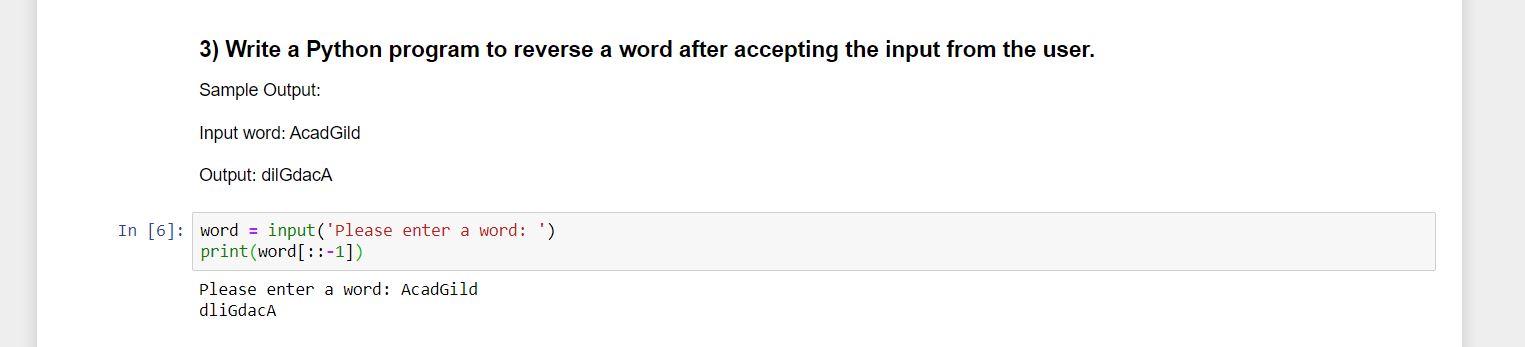 3) Write a Python program to reverse a word after accepting the input from the user.
Sample Output:
Input word: AcadGild
Output: dilGdacA
In [6]: word = input('Please enter a word: ')
print(word[::-1])
Please enter a word: AcadGild
dliGdacA